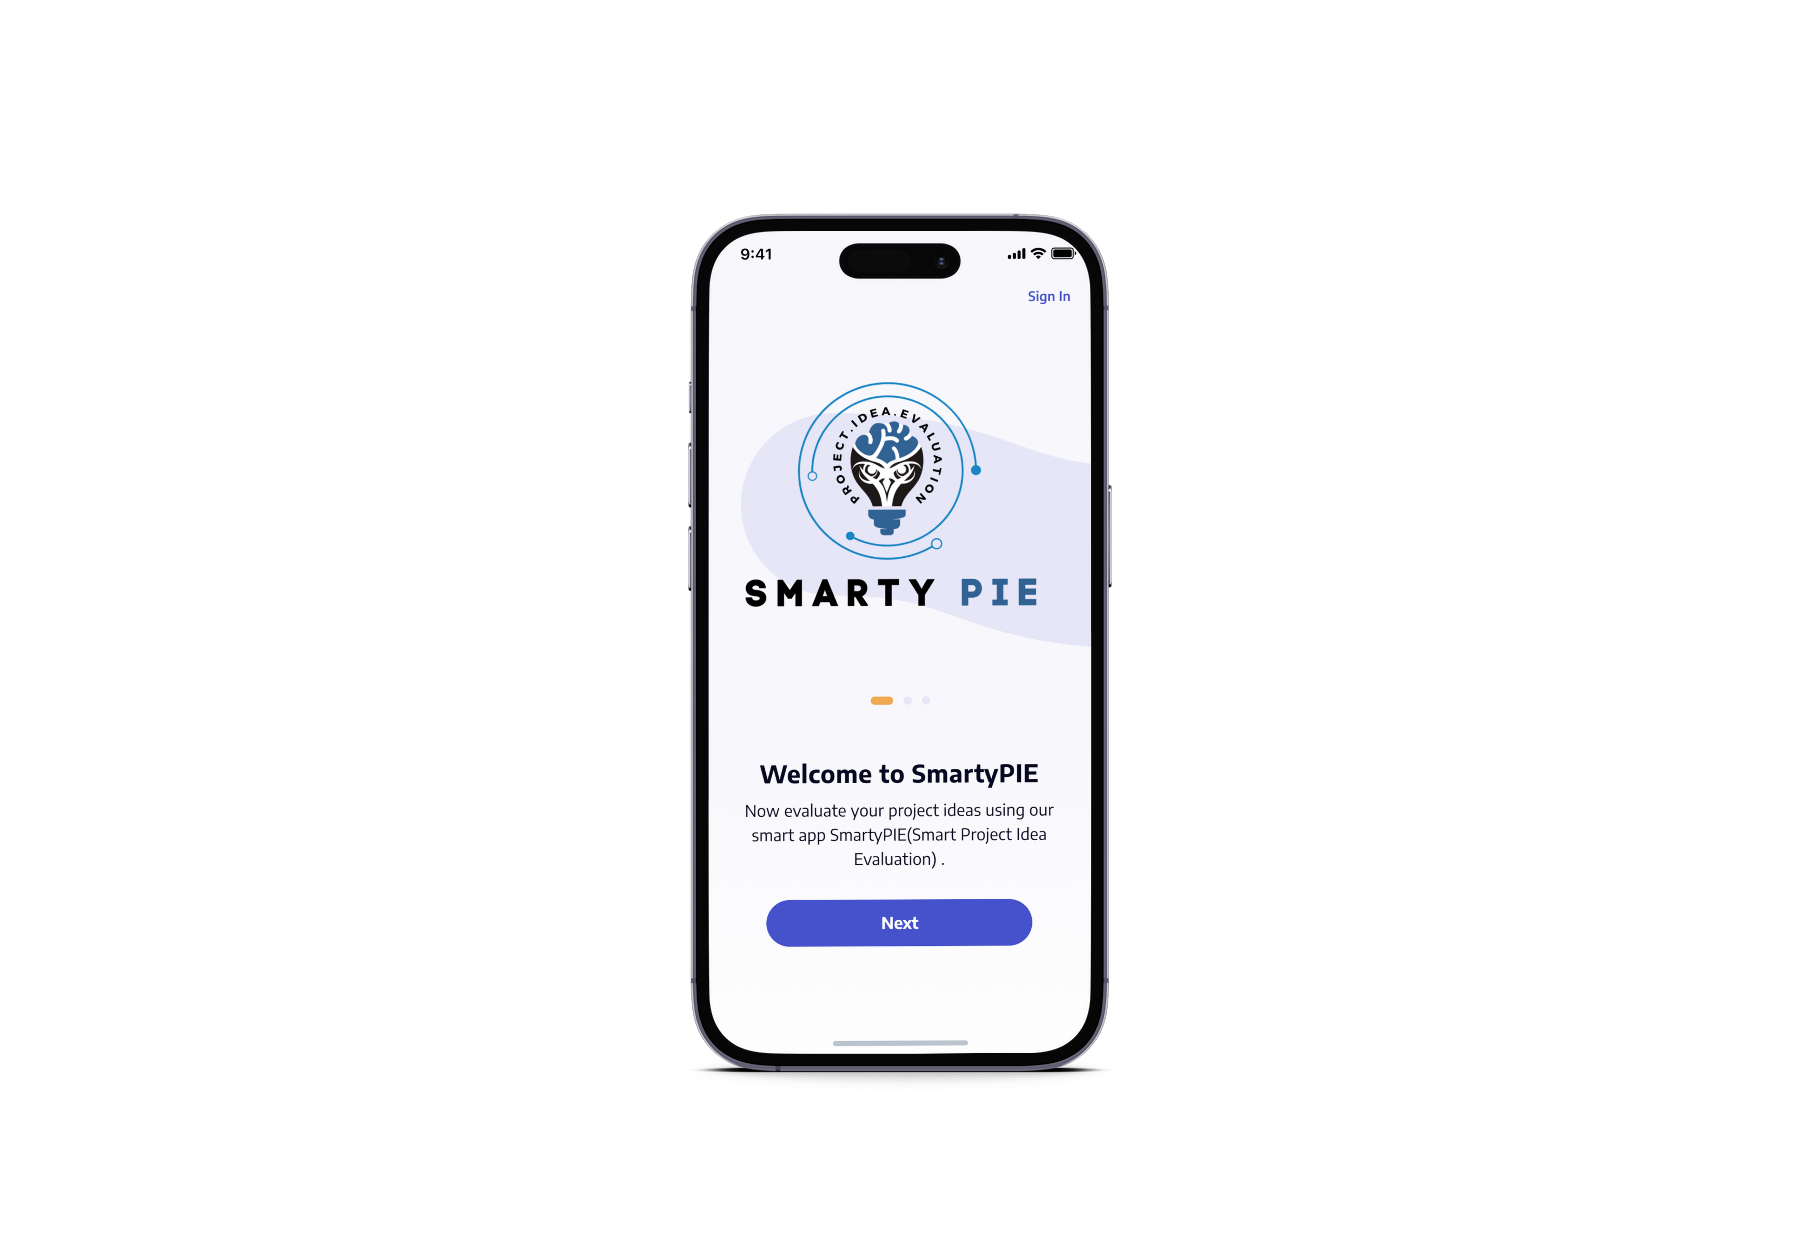 9:41
Sign In
PROJECT.IDEA.EVALUATION
SMARTY PIE
Welcome to SmartyPIE
Now evaluate your project ideas using our
smart app SmartyPIE(Smart Project Idea
Evaluation) .
Next